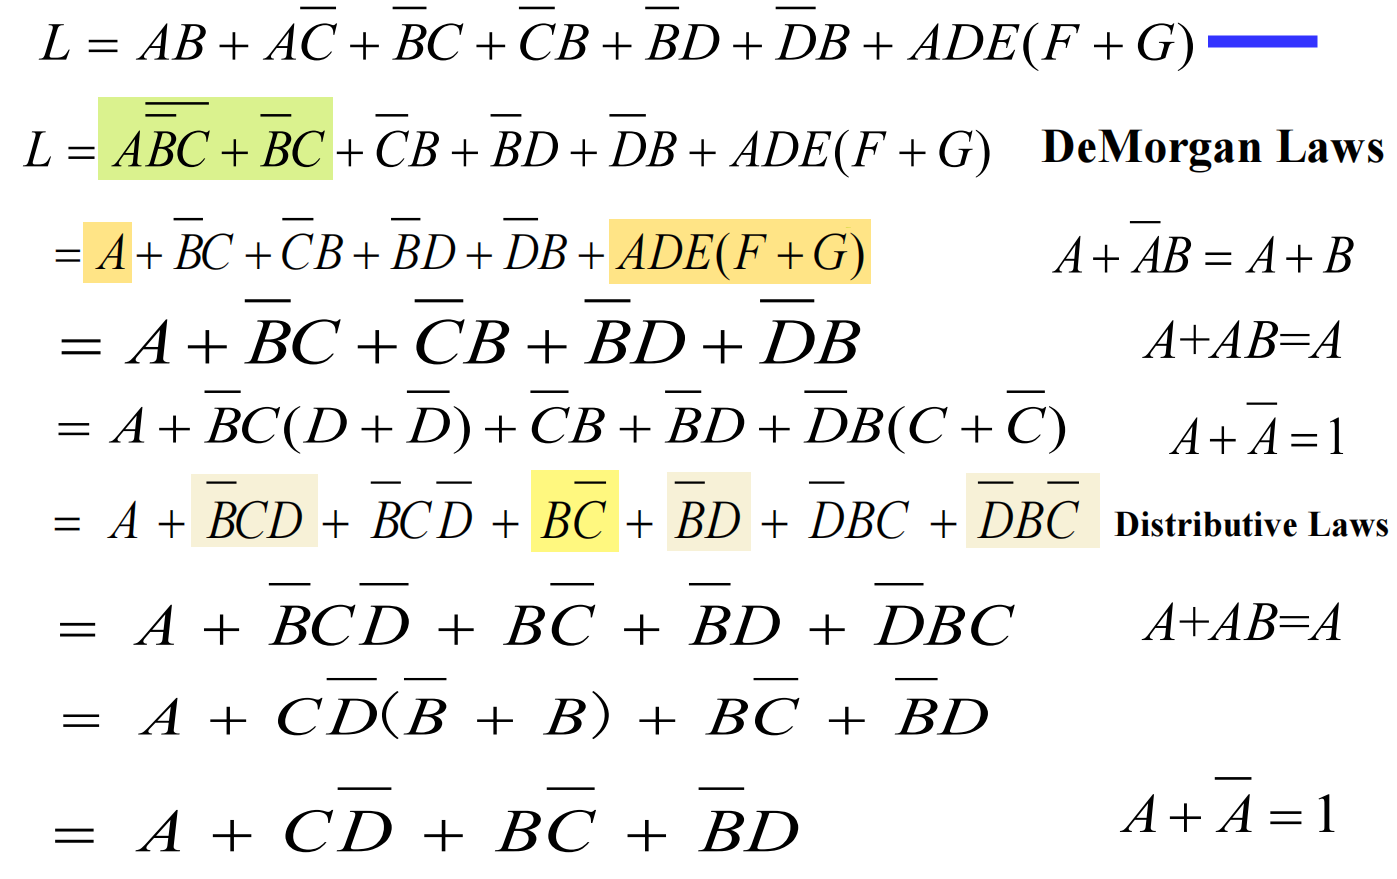 L = AB + AC̅ + B̅C + C̅B + B̅D + D̅B + ADE(F + G)
L = A\overline{B̅C} + B̅C + C̅B + B̅D + D̅B + ADE(F + G) DeMorgan Laws
= A + B̅C + C̅B + B̅D + D̅B + ADE(F + G) A + A̅B = A + B
= A + B̅C + C̅B + B̅D + D̅B A+AB=A
= A + B̅C(D + D̅) + C̅B + B̅D + D̅B(C + C̅) A + A̅ = 1
= A + B̅CD + B̅CD̅ + BC̅ + B̅D + D̅BC + D̅BC̅ Distributive Laws
= A + B̅CD̅ + BC̅ + B̅D + D̅BC A+AB=A
= A + CD̅(B̅ + B) + BC̅ + B̅D
= A + CD̅ + BC̅ + B̅D A + A̅ = 1